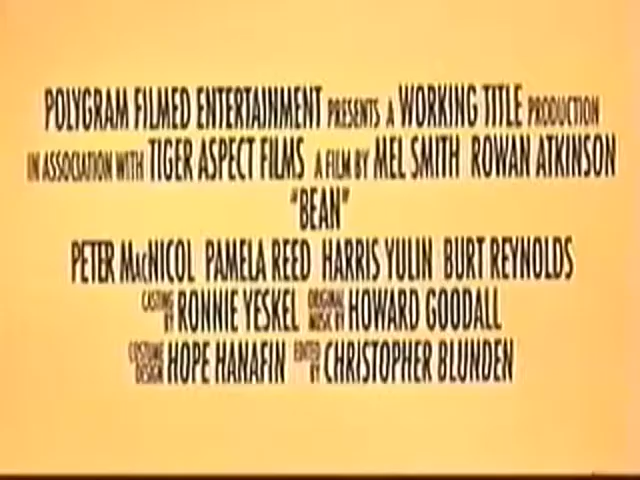 POLYGRAM FILMED ENTERTAINMENT PRESENTS A WORKING TITLE PRODUCTION
IN ASSOCIATION WITH TIGER ASPECT FILMS A FILM BY MEL SMITH ROWAN ATKINSON
"BEAN"
PETER MacNICOL PAMELA REED HARRIS YULIN BURT REYNOLDS
CASTING BY RONNIE YESKEL ORIGINAL MUSIC BY HOWARD GOODALL
COSTUME DESIGN HOPE HANAFIN EDITED BY CHRISTOPHER BLUNDEN